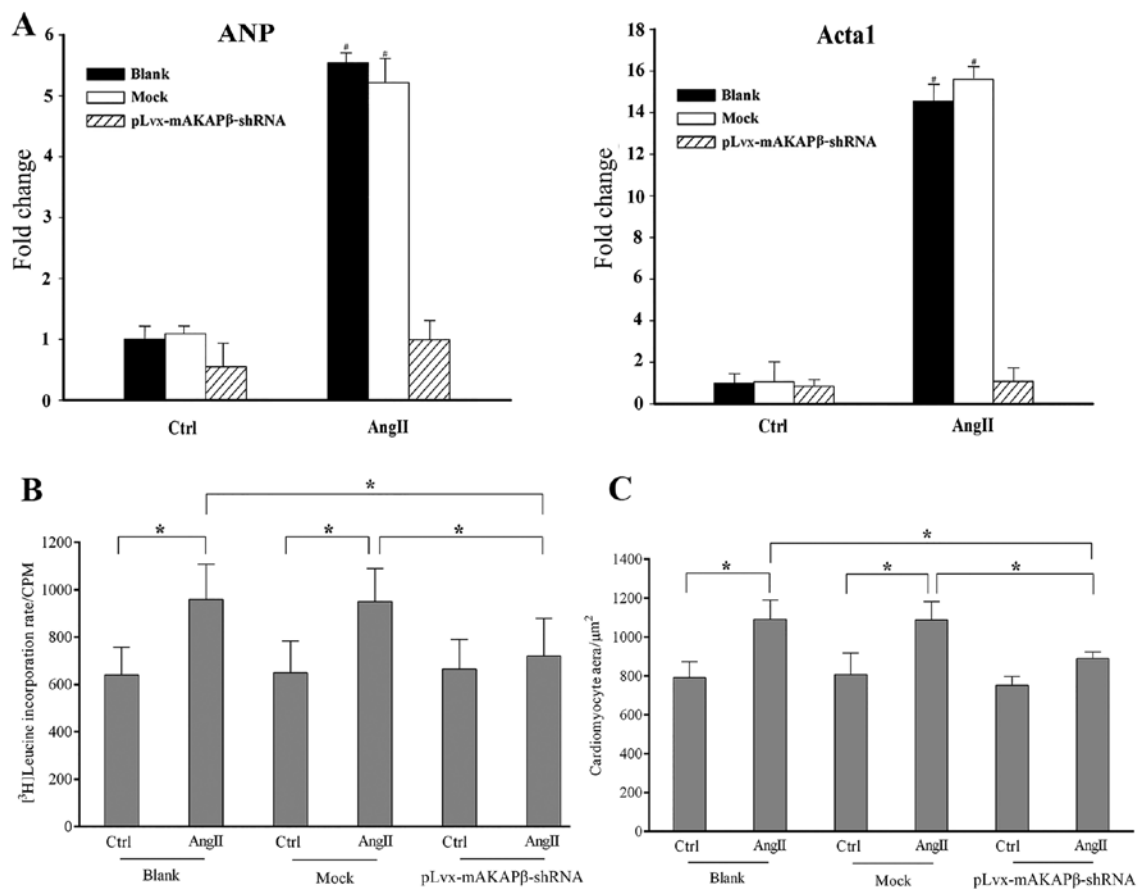 A
ANP
Blank
Mock
pLvx-mAKAPβ-shRNA
Fold change
6
5
4
3
2
1
0
#
#
Ctrl
AngII
Acta1
Blank
Mock
pLvx-mAKAPβ-shRNA
Fold change
18
16
14
12
10
8
6
4
2
0
#
#
Ctrl
AngII
B
[³H]Leucine incorporation rate/CPM
1200
1000
800
600
400
200
0
*
*
*
*
Ctrl AngII Ctrl AngII Ctrl AngII
Blank Mock pLvx-mAKAPβ-shRNA
C
Cardiomyocyte aera/μm²
1400
1200
1000
800
600
400
200
0
*
*
*
*
Ctrl AngII Ctrl AngII Ctrl AngII
Blank Mock pLvx-mAKAPβ-shRNA